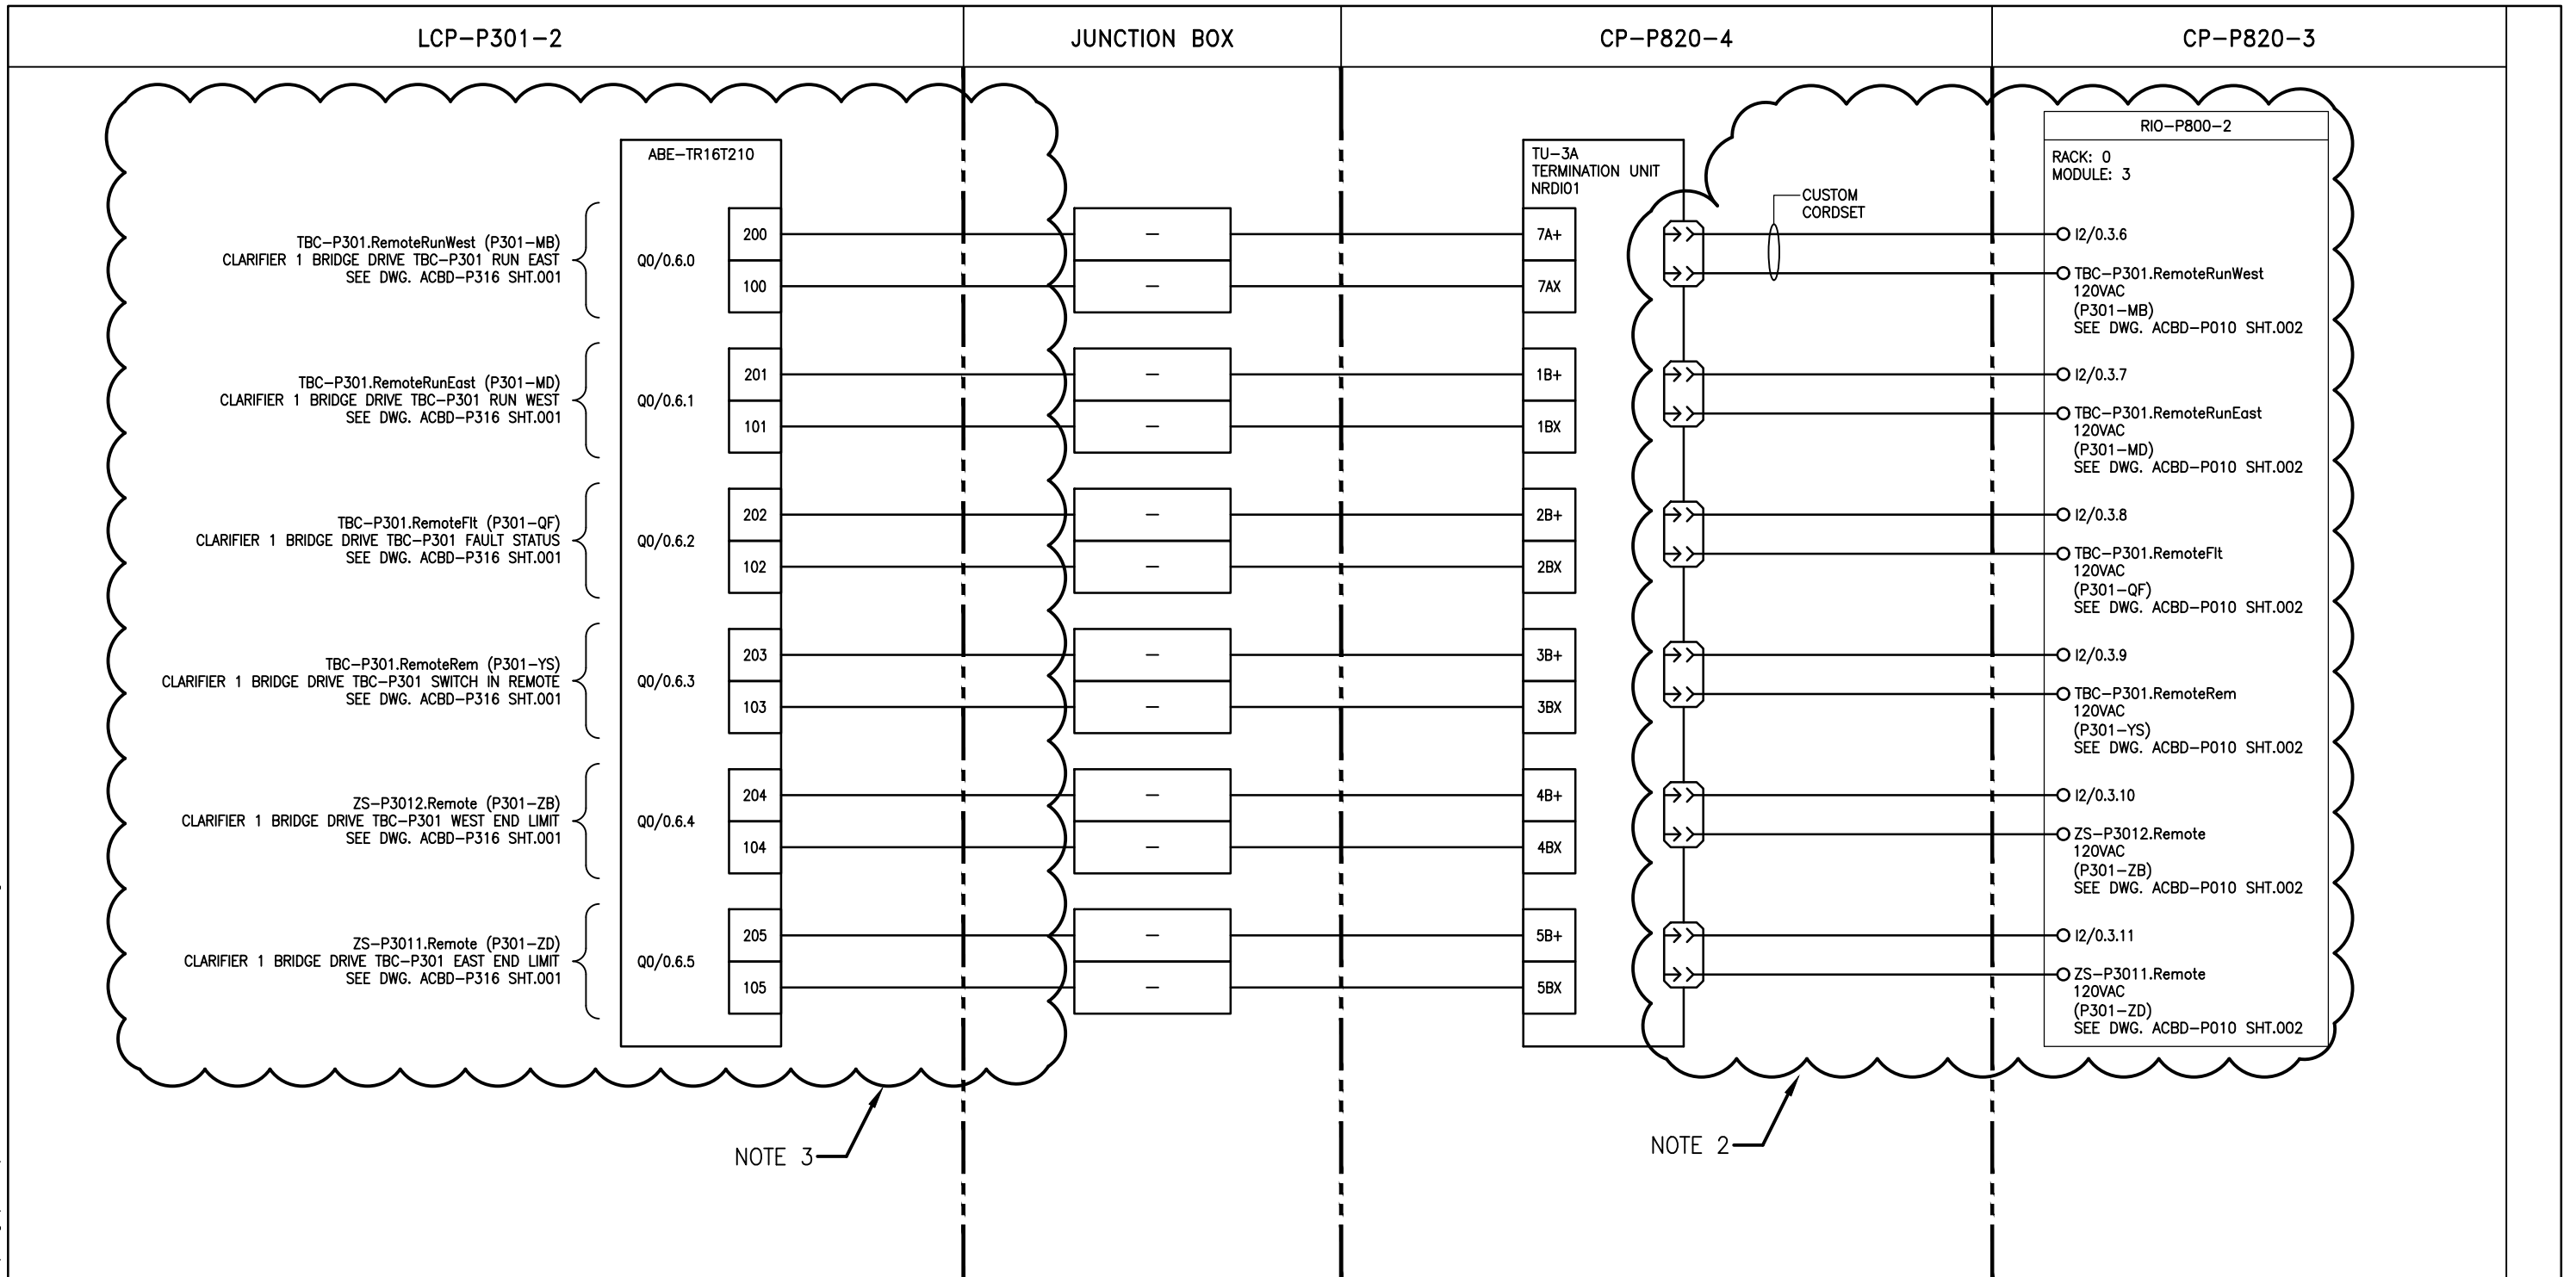 LCP-P301-2
JUNCTION BOX
CP-P820-4
CP-P820-3
ABE-TR16T210
TBC-P301.RemoteRunWest (P301-MB)
CLARIFIER 1 BRIDGE DRIVE TBC-P301 RUN EAST
SEE DWG. ACBD-P316 SHT.001
Q0/0.6.0
200
100
TBC-P301.RemoteRunEast (P301-MD)
CLARIFIER 1 BRIDGE DRIVE TBC-P301 RUN WEST
SEE DWG. ACBD-P316 SHT.001
Q0/0.6.1
201
101
TBC-P301.RemoteFlt (P301-QF)
CLARIFIER 1 BRIDGE DRIVE TBC-P301 FAULT STATUS
SEE DWG. ACBD-P316 SHT.001
Q0/0.6.2
202
102
TBC-P301.RemoteRem (P301-YS)
CLARIFIER 1 BRIDGE DRIVE TBC-P301 SWITCH IN REMOTE
SEE DWG. ACBD-P316 SHT.001
Q0/0.6.3
203
103
ZS-P3012.Remote (P301-ZB)
CLARIFIER 1 BRIDGE DRIVE TBC-P301 WEST END LIMIT
SEE DWG. ACBD-P316 SHT.001
Q0/0.6.4
204
104
ZS-P3011.Remote (P301-ZD)
CLARIFIER 1 BRIDGE DRIVE TBC-P301 EAST END LIMIT
SEE DWG. ACBD-P316 SHT.001
Q0/0.6.5
205
105
NOTE 3
-
-
-
-
-
-
-
-
-
-
-
-
TU-3A
TERMINATION UNIT
NRDI01
7A+
7AX
1B+
1BX
2B+
2BX
3B+
3BX
4B+
4BX
5B+
5BX
CUSTOM
CORDSET
NOTE 2
RIO-P800-2
RACK: 0
MODULE: 3
I2/0.3.6
TBC-P301.RemoteRunWest
120VAC
(P301-MB)
SEE DWG. ACBD-P010 SHT.002
I2/0.3.7
TBC-P301.RemoteRunEast
120VAC
(P301-MD)
SEE DWG. ACBD-P010 SHT.002
I2/0.3.8
TBC-P301.RemoteFlt
120VAC
(P301-QF)
SEE DWG. ACBD-P010 SHT.002
I2/0.3.9
TBC-P301.RemoteRem
120VAC
(P301-YS)
SEE DWG. ACBD-P010 SHT.002
I2/0.3.10
ZS-P3012.Remote
120VAC
(P301-ZB)
SEE DWG. ACBD-P010 SHT.002
I2/0.3.11
ZS-P3011.Remote
120VAC
(P301-ZD)
SEE DWG. ACBD-P010 SHT.002